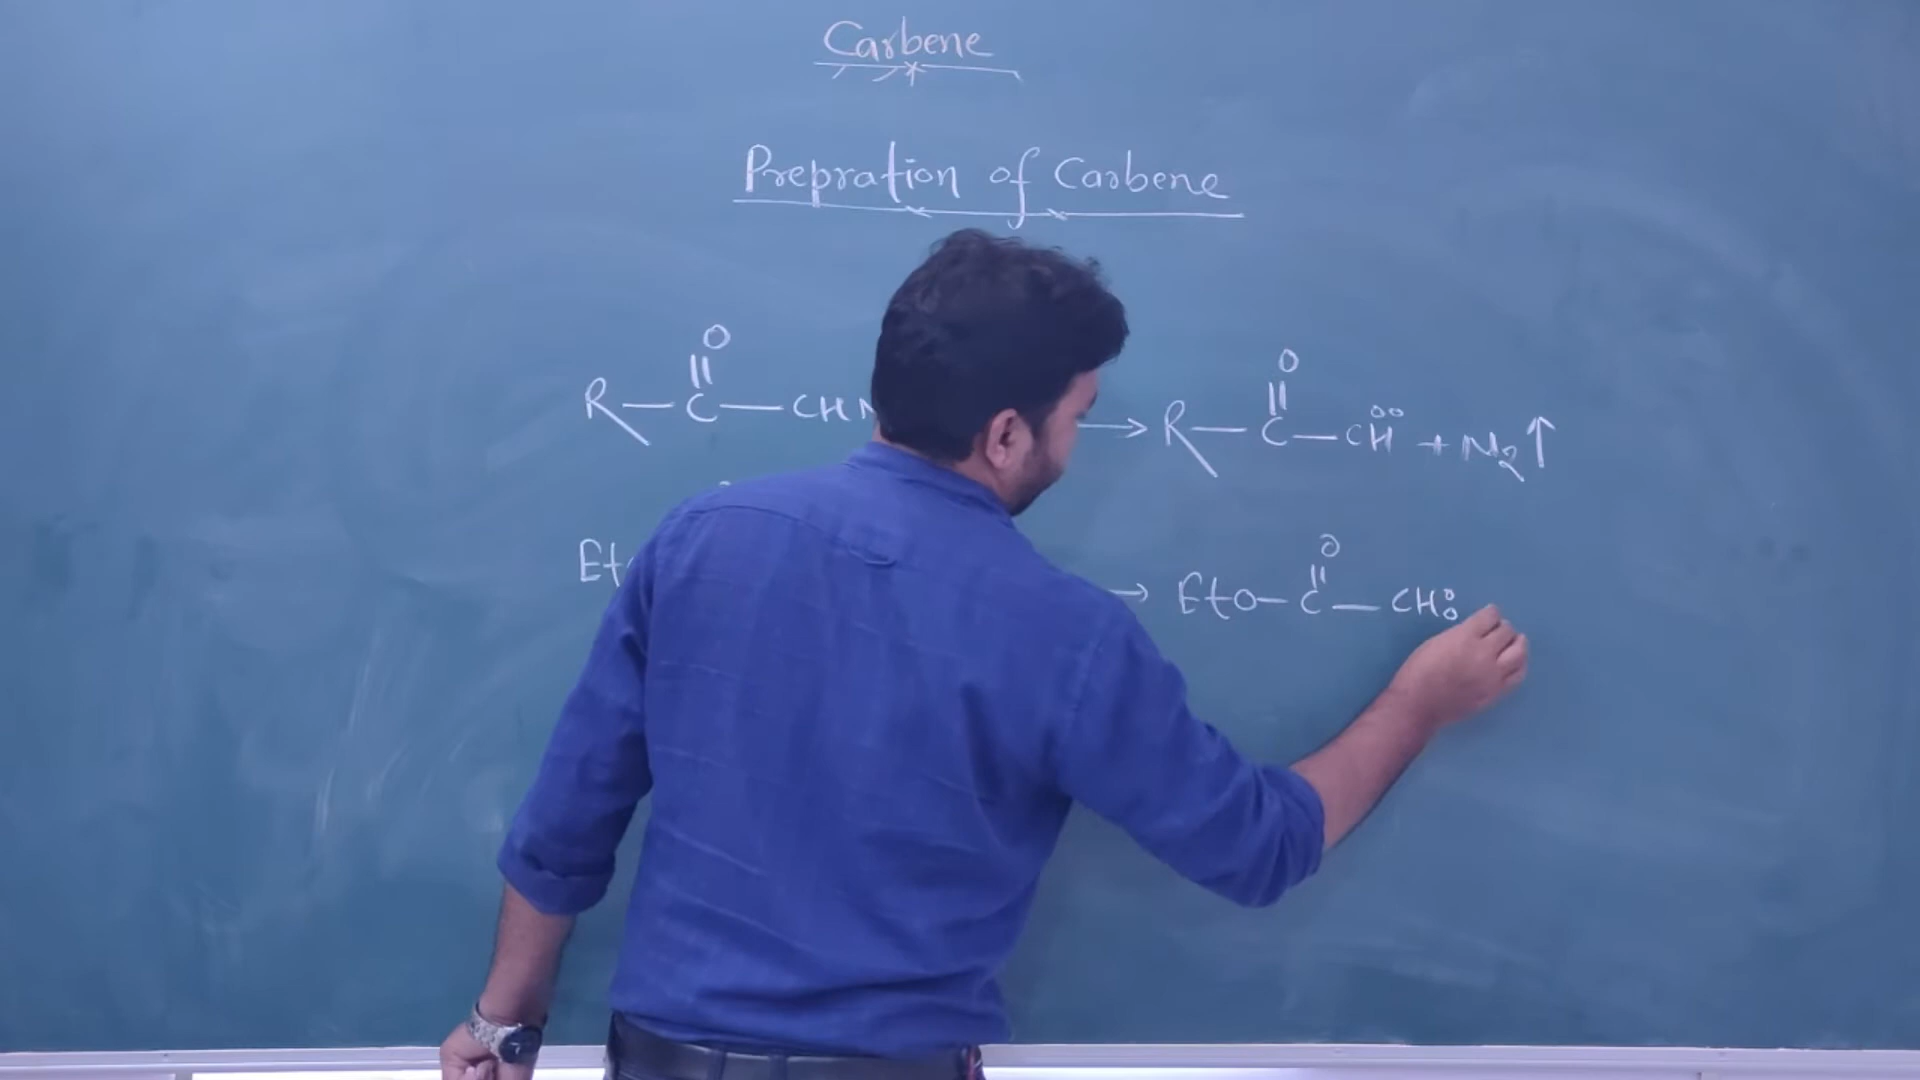 Carbene
Prepration of Carbene
O
||
R—C—CHN
O
||
→ R—C—CH̤ + N2↑
Et
O
||
→ EtO—C—CH: